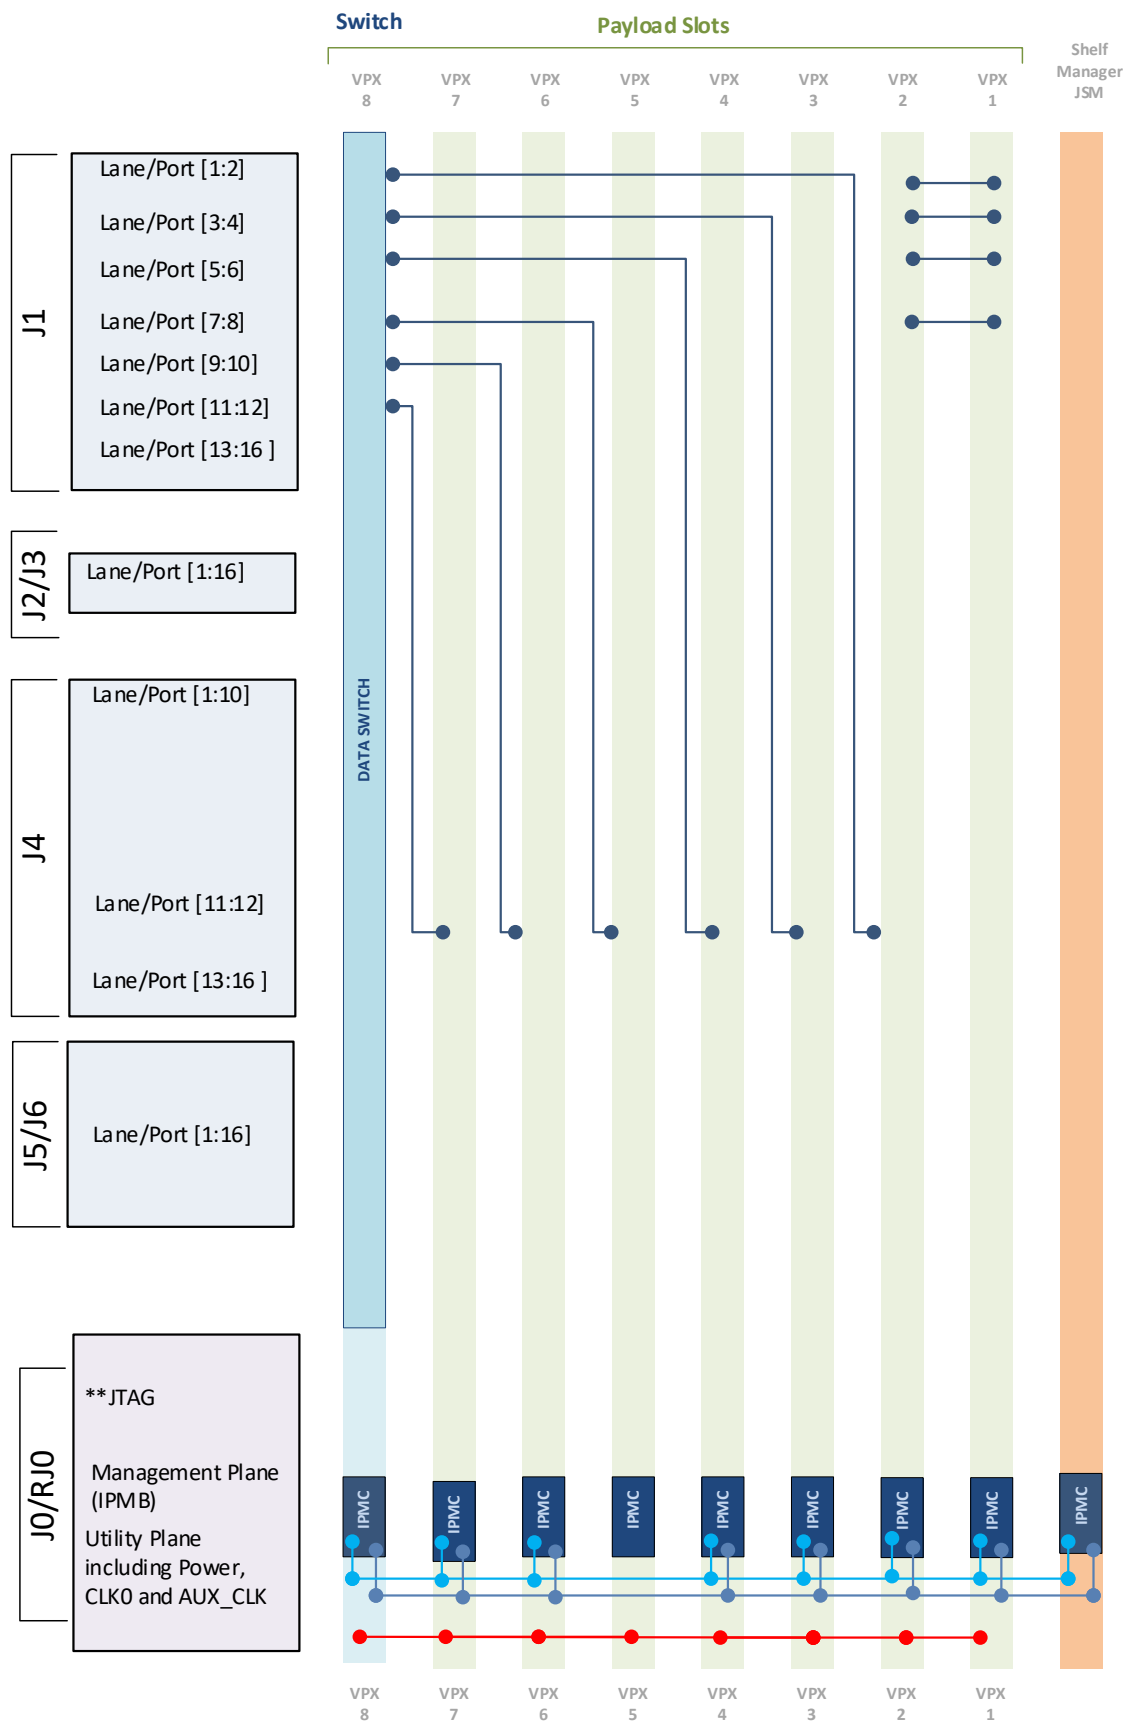 Switch
Payload Slots
VPX
8
VPX
7
VPX
6
VPX
5
VPX
4
VPX
3
VPX
2
VPX
1
Shelf
Manager
JSM
J1
Lane/Port [1:2]
Lane/Port [3:4]
Lane/Port [5:6]
Lane/Port [7:8]
Lane/Port [9:10]
Lane/Port [11:12]
Lane/Port [13:16 ]
J2/J3
Lane/Port [1:16]
J4
Lane/Port [1:10]
Lane/Port [11:12]
Lane/Port [13:16 ]
DATA SWITCH
J5/J6
Lane/Port [1:16]
J0/RJ0
**JTAG
Management Plane
(IPMB)
Utility Plane
including Power,
CLK0 and AUX_CLK
IPMC
IPMC
IPMC
IPMC
IPMC
IPMC
IPMC
IPMC
IPMC
VPX
8
VPX
7
VPX
6
VPX
5
VPX
4
VPX
3
VPX
2
VPX
1